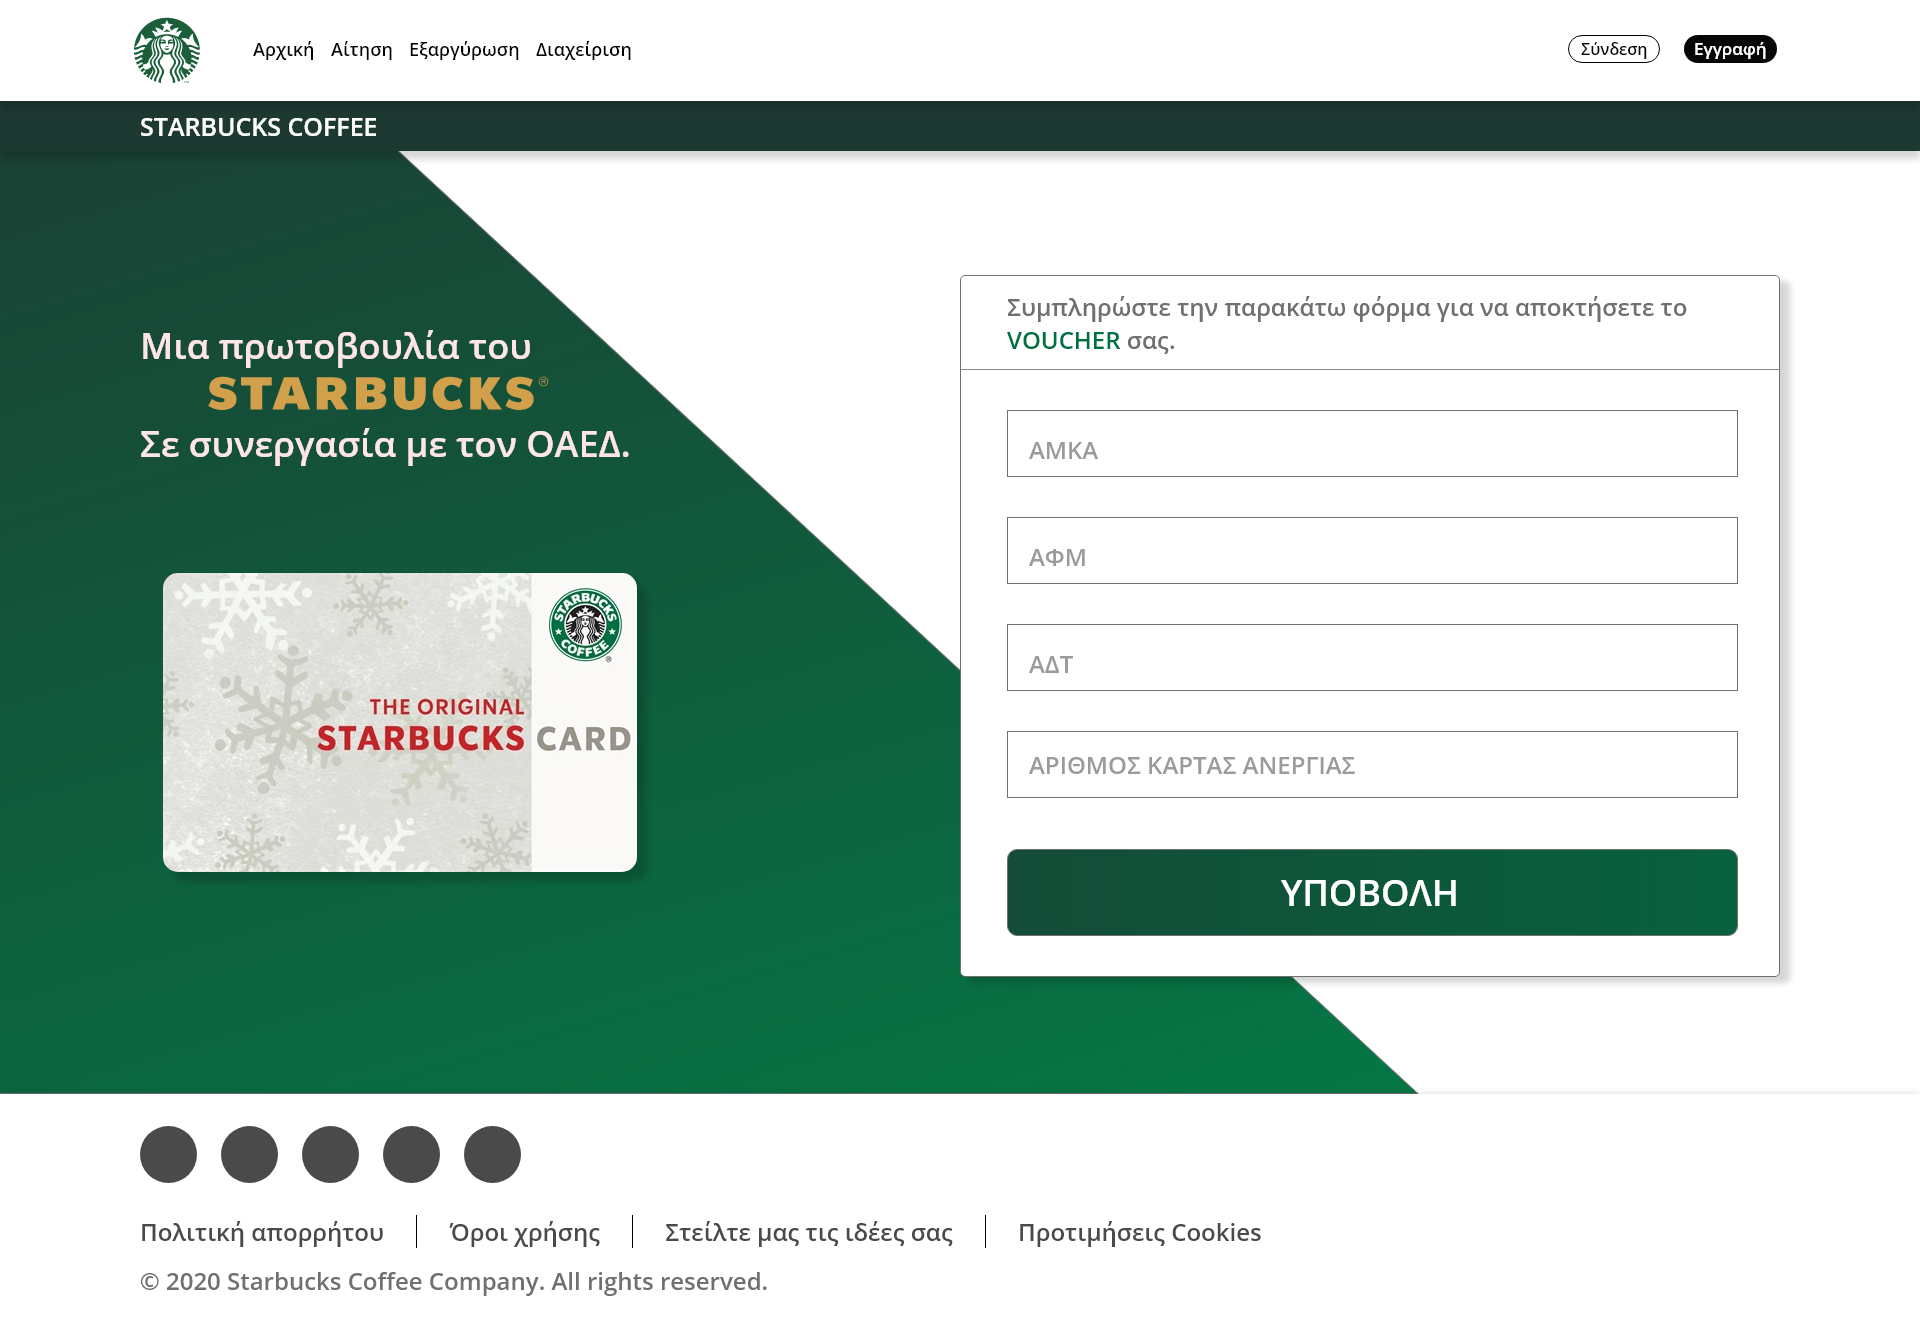 Αρχική Αίτηση Εξαργύρωση Διαχείριση Σύνδεση Εγγραφή
STARBUCKS COFFEE
Μια πρωτοβουλία του
STARBUCKS®
Σε συνεργασία με τον ΟΑΕΔ.
STARBUCKS COFFEE ®
THE ORIGINAL
STARBUCKS CARD
Συμπληρώστε την παρακάτω φόρμα για να αποκτήσετε το
VOUCHER σας.
ΑΜΚΑ
ΑΦΜ
ΑΔΤ
ΑΡΙΘΜΟΣ ΚΑΡΤΑΣ ΑΝΕΡΓΙΑΣ
ΥΠΟΒΟΛΗ
Πολιτική απορρήτου Όροι χρήσης Στείλτε μας τις ιδέες σας Προτιμήσεις Cookies
© 2020 Starbucks Coffee Company. All rights reserved.